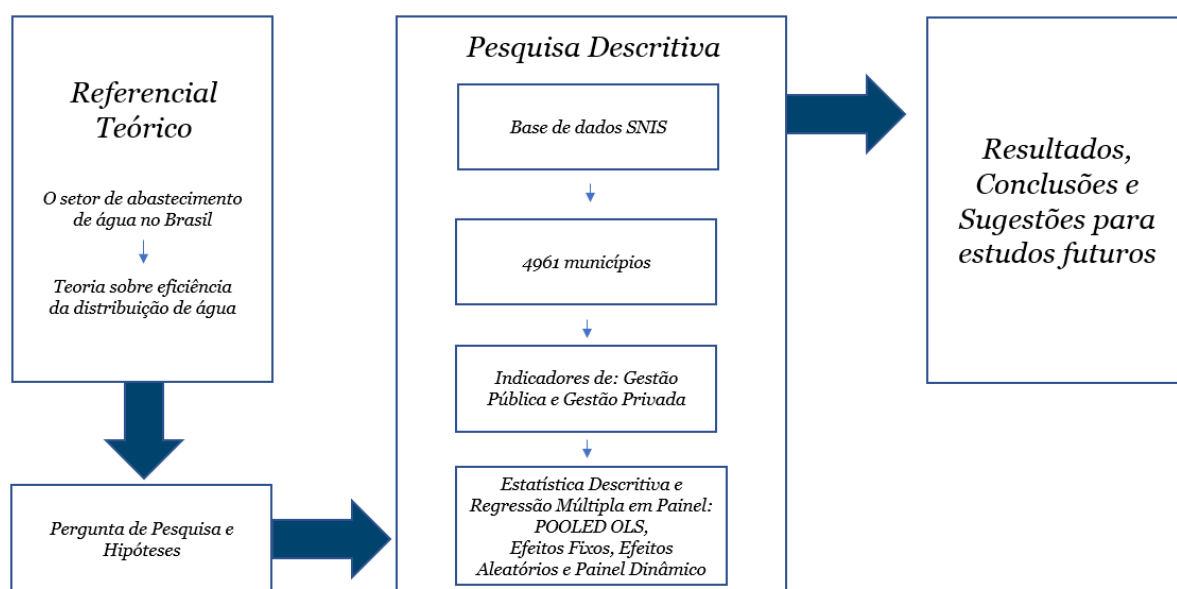 Referencial
Teórico
O setor de abastecimento
de água no Brasil
Teoria sobre eficiência
da distribuição de água
Pergunta de Pesquisa e
Hipóteses
Pesquisa Descritiva
Base de dados SNIS
4961 municípios
Indicadores de: Gestão
Pública e Gestão Privada
Estatística Descritiva e
Regressão Múltipla em Painel:
POOLED OLS,
Efeitos Fixos, Efeitos
Aleatórios e Painel Dinâmico
Resultados,
Conclusões e
Sugestões para
estudos futuros